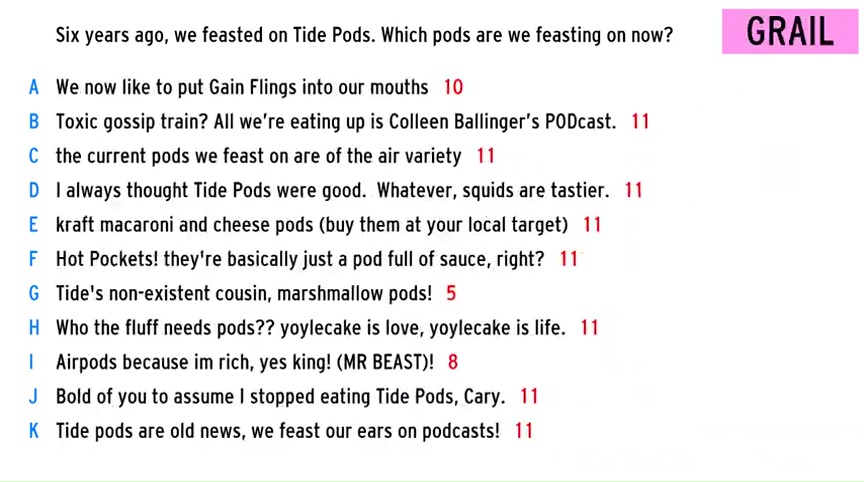 Six years ago, we feasted on Tide Pods. Which pods are we feasting on now?
GRAIL
A We now like to put Gain Flings into our mouths 10
B Toxic gossip train? All we're eating up is Colleen Ballinger's PODcast. 11
C the current pods we feast on are of the air variety 11
D I always thought Tide Pods were good. Whatever, squids are tastier. 11
E kraft macaroni and cheese pods (buy them at your local target) 11
F Hot Pockets! they're basically just a pod full of sauce, right? 11
G Tide's non-existent cousin, marshmallow pods! 5
H Who the fluff needs pods?? yoylecake is love, yoylecake is life. 11
I Airpods because im rich, yes king! (MR BEAST)! 8
J Bold of you to assume I stopped eating Tide Pods, Cary. 11
K Tide pods are old news, we feast our ears on podcasts! 11